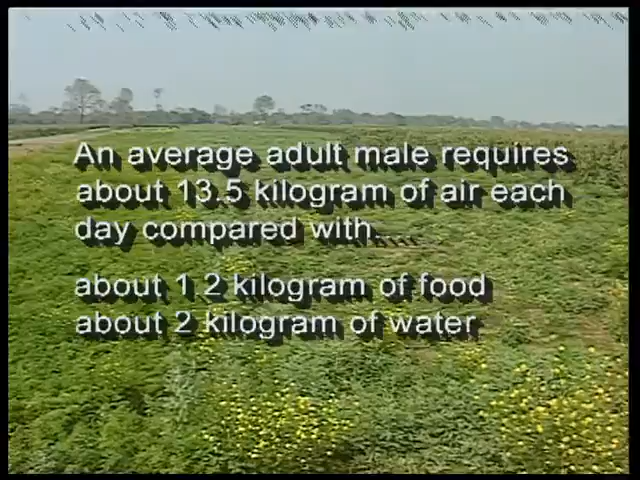 An average adult male requires
about 13.5 kilogram of air each
day compared with.....
about 1.2 kilogram of food
about 2 kilogram of water